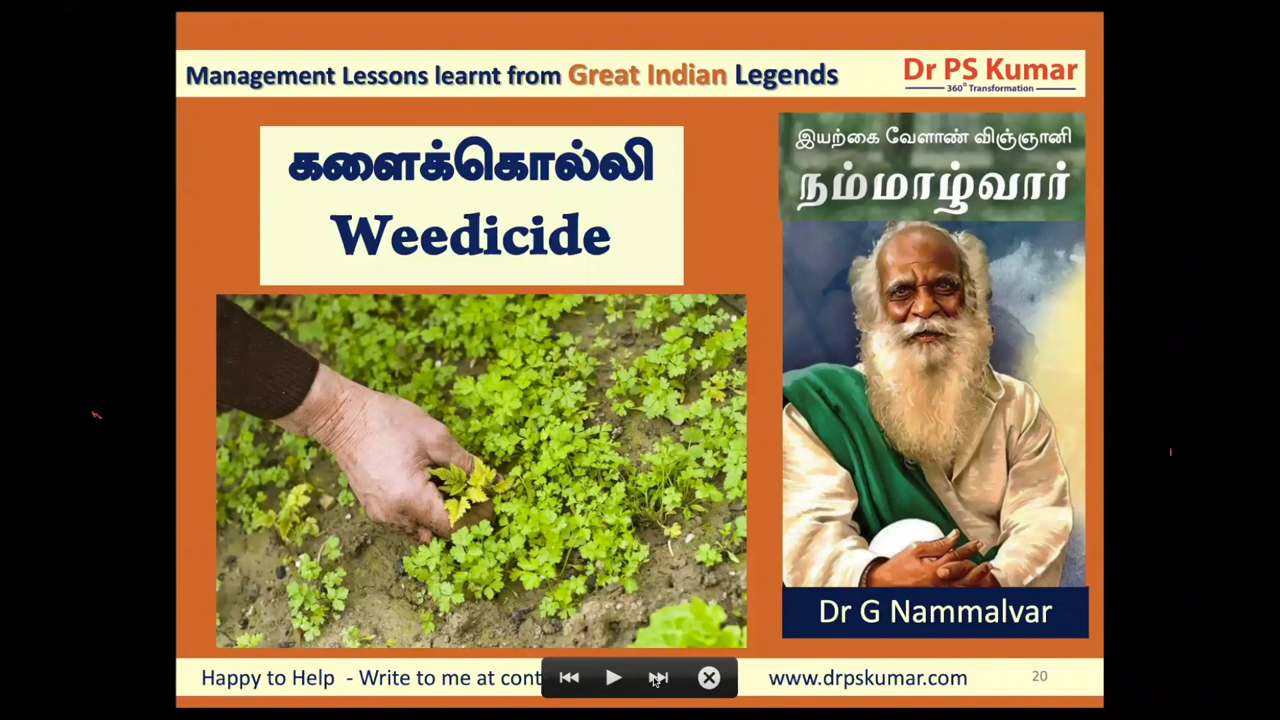 Management Lessons learnt from Great Indian Legends
Dr PS Kumar
360° Transformation
களைக்கொல்லி
Weedicide
இயற்கை வேளாண் விஞ்ஞானி
நம்மாழ்வார்
Dr G Nammalvar
Happy to Help - Write to me at
www.drpskumar.com
20